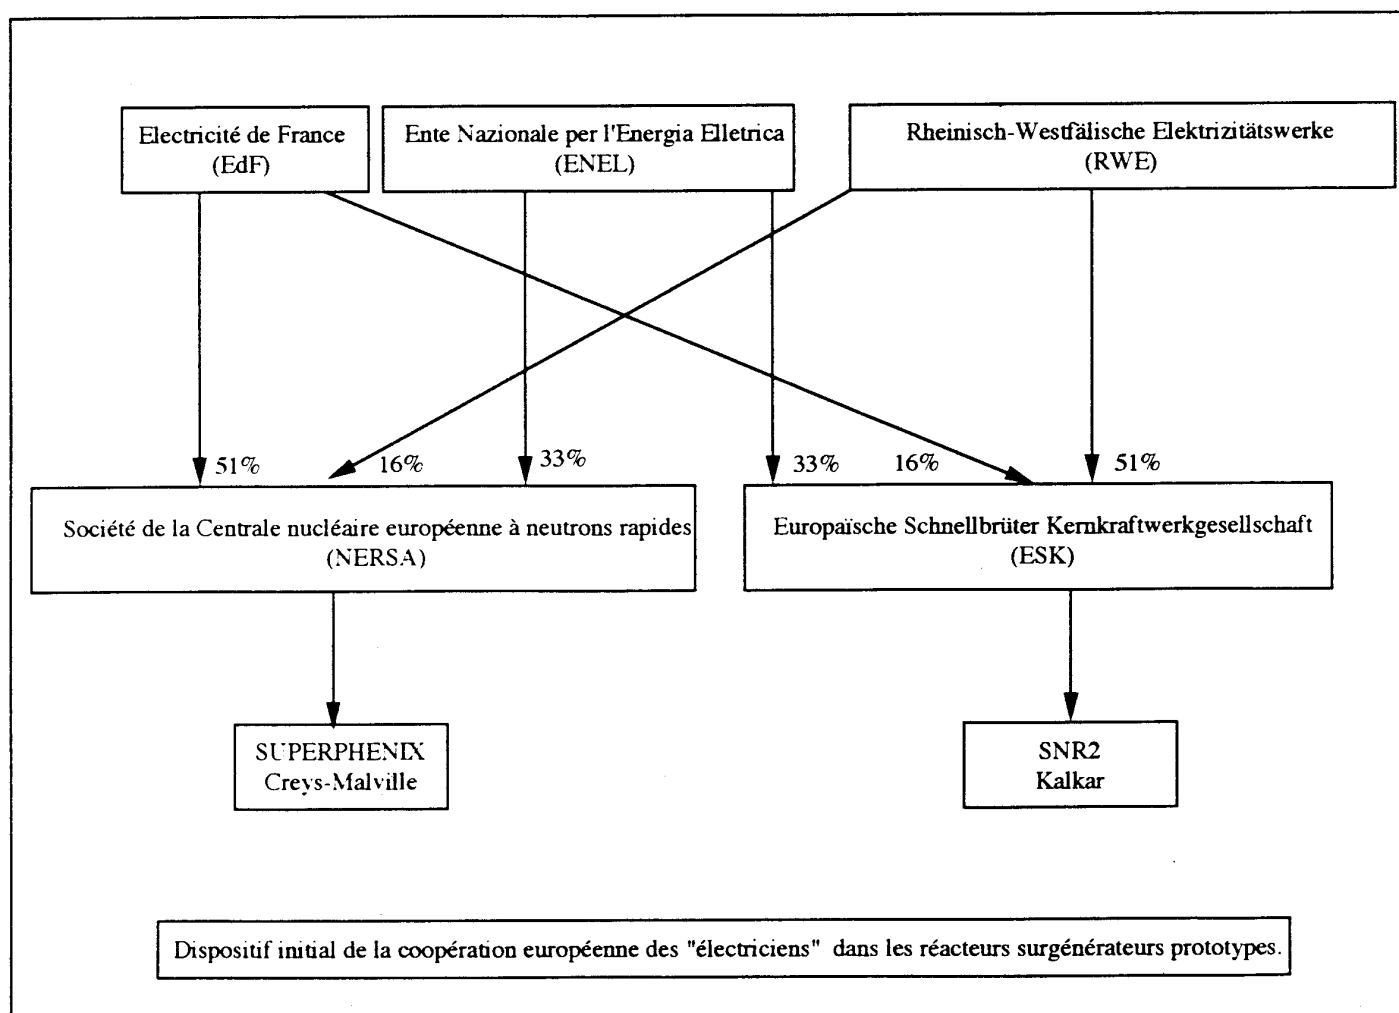 Electricité de France
(EdF)
Ente Nazionale per l'Energia Elletrica
(ENEL)
Rheinisch-Westfälische Elektrizitätswerke
(RWE)
51%
16%
33%
33%
16%
51%
Société de la Centrale nucléaire européenne à neutrons rapides
(NERSA)
Europaïsche Schnellbrüter Kernkraftwerkgesellschaft
(ESK)
SUPERPHENIX
Creys-Malville
SNR2
Kalkar
Dispositif initial de la coopération européenne des "électriciens" dans les réacteurs surgénérateurs prototypes.